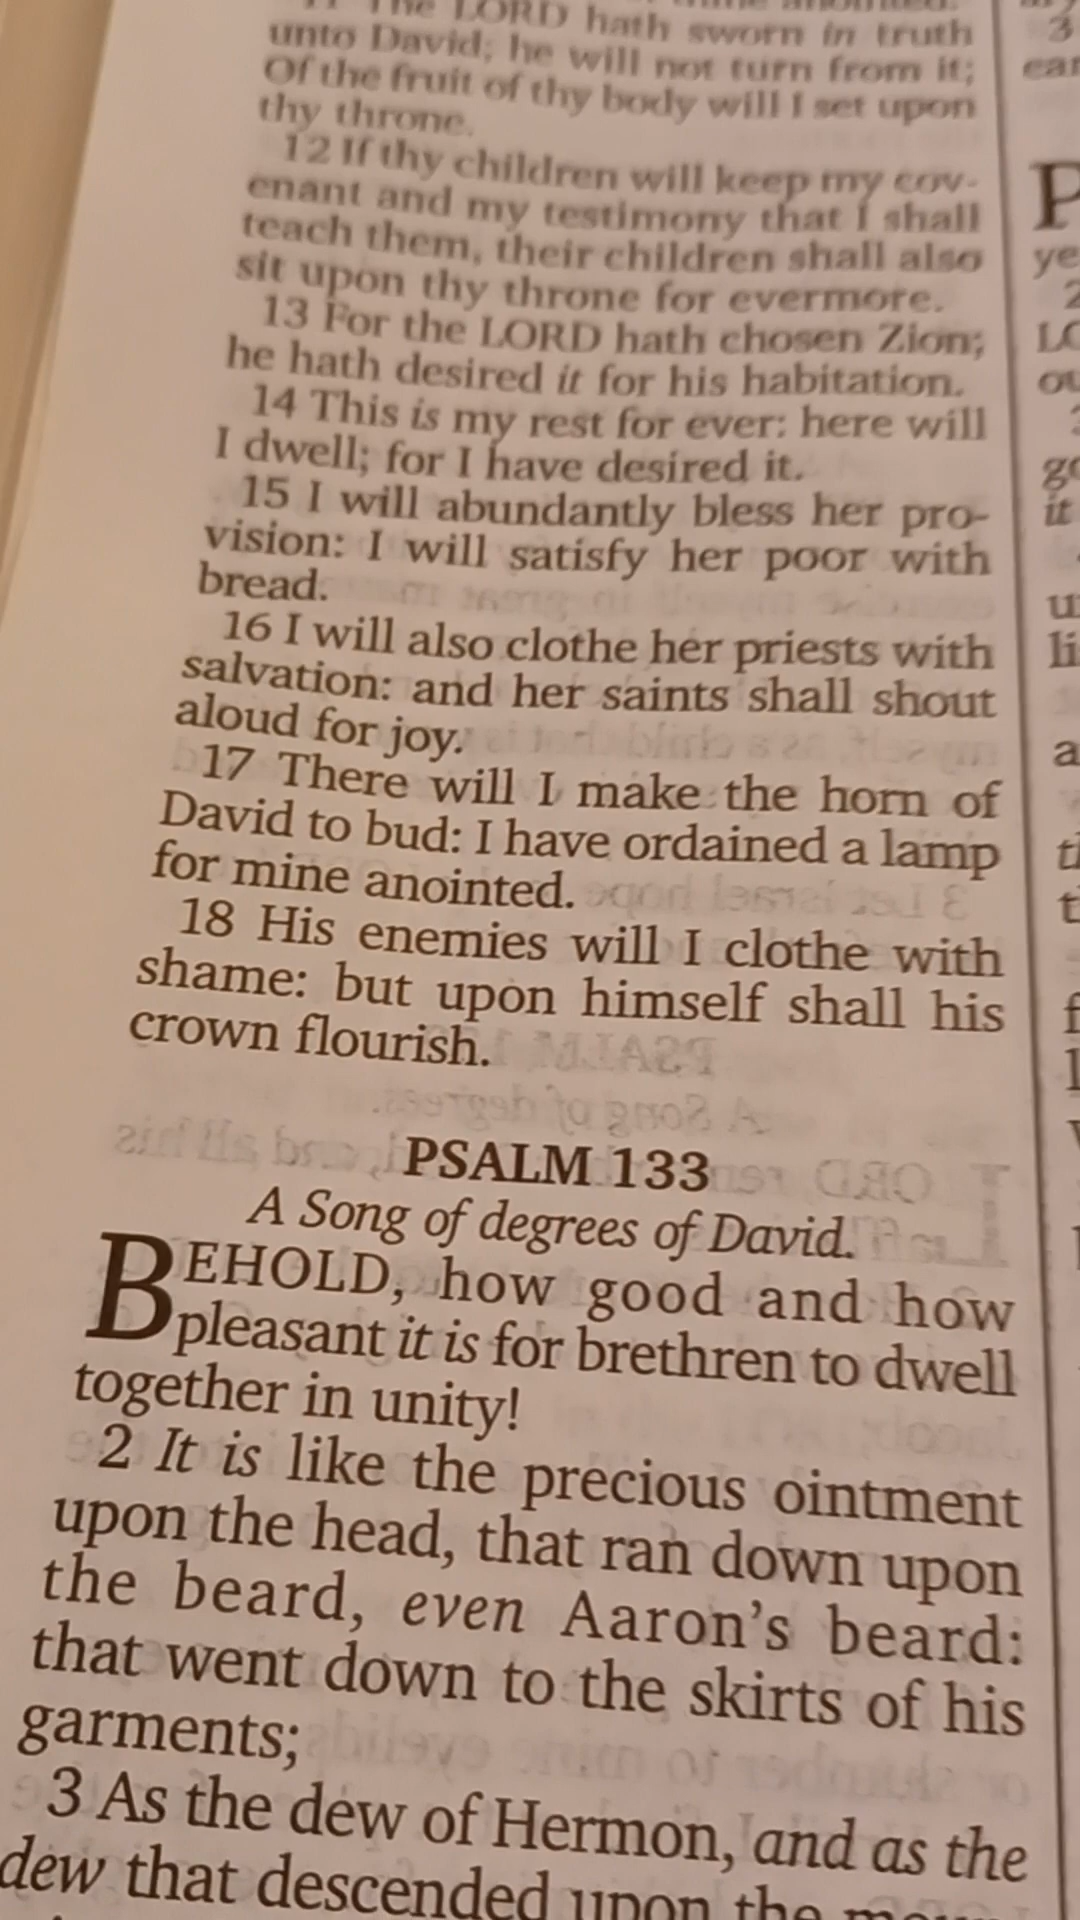 11 The LORD hath sworn in truth
unto David; he will not turn from it;
Of the fruit of thy body will I set upon
thy throne.
12 If thy children will keep my cov-
enant and my testimony that I shall
teach them, their children shall also
sit upon thy throne for evermore.
13 For the LORD hath chosen Zion;
he hath desired it for his habitation.
14 This is my rest for ever: here will
I dwell; for I have desired it.
15 I will abundantly bless her pro-
vision: I will satisfy her poor with
bread.
16 I will also clothe her priests with
salvation: and her saints shall shout
aloud for joy.
17 There will I make the horn of
David to bud: I have ordained a lamp
for mine anointed.
18 His enemies will I clothe with
shame: but upon himself shall his
crown flourish.
PSALM 133
A Song of degrees of David.
BEHOLD, how good and how
pleasant it is for brethren to dwell
together in unity!
2 It is like the precious ointment
upon the head, that ran down upon
the beard, even Aaron's beard:
that went down to the skirts of his
garments;
3 As the dew of Hermon, and as the
dew that descended upon the